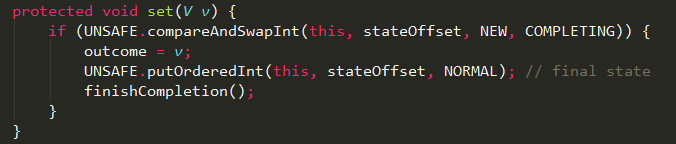 protected void set(V v) {
    if (UNSAFE.compareAndSwapInt(this, stateOffset, NEW, COMPLETING)) {
        outcome = v;
        UNSAFE.putOrderedInt(this, stateOffset, NORMAL); // final state
        finishCompletion();
    }
}